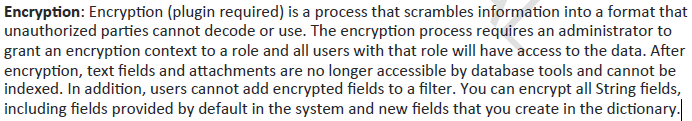 Encryption: Encryption (plugin required) is a process that scrambles information into a format that
unauthorized parties cannot decode or use. The encryption process requires an administrator to
grant an encryption context to a role and all users with that role will have access to the data. After
encryption, text fields and attachments are no longer accessible by database tools and cannot be
indexed. In addition, users cannot add encrypted fields to a filter. You can encrypt all String fields,
including fields provided by default in the system and new fields that you create in the dictionary.